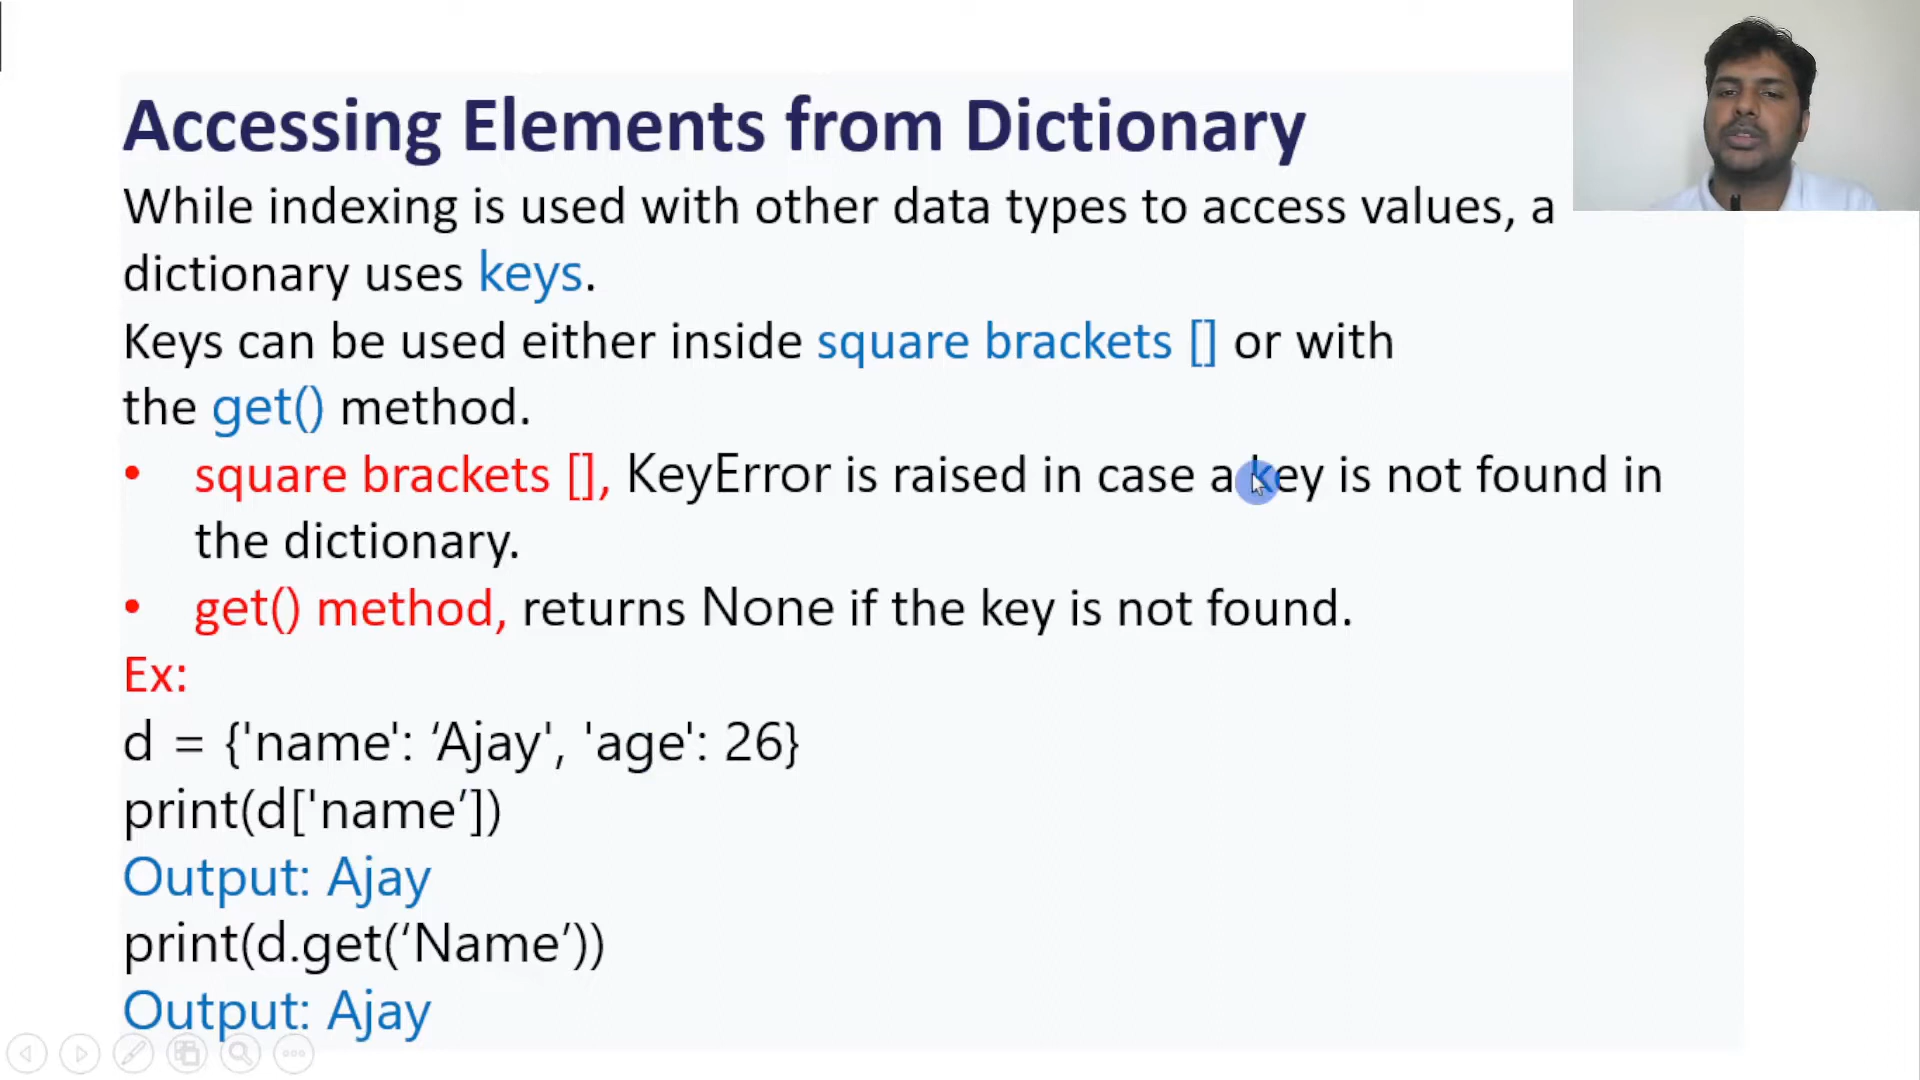 Accessing Elements from Dictionary
While indexing is used with other data types to access values, a
dictionary uses keys.
Keys can be used either inside square brackets [] or with
the get() method.
• square brackets [], KeyError is raised in case a key is not found in
the dictionary.
• get() method, returns None if the key is not found.
Ex:
d = {'name': ‘Ajay', 'age': 26}
print(d['name’])
Output: Ajay
print(d.get(‘Name’))
Output: Ajay